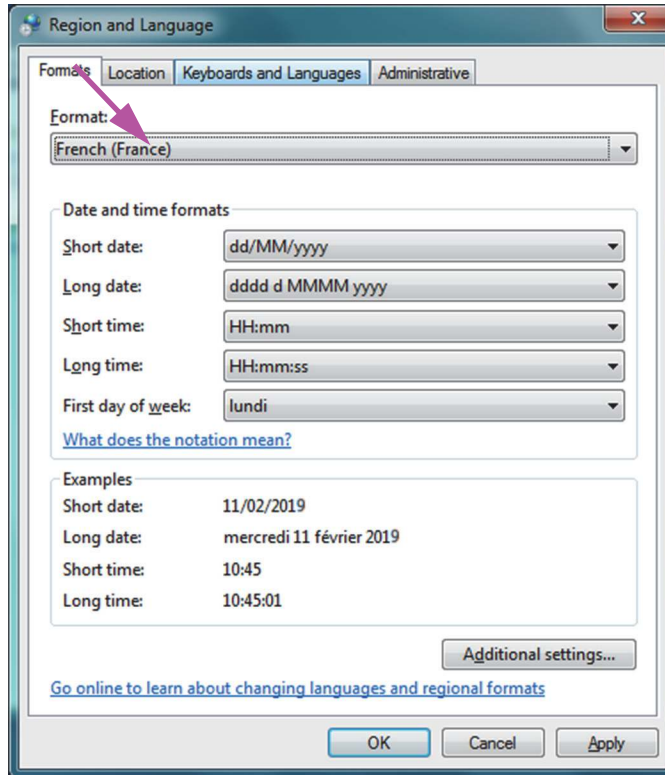 Region and Language
Formats Location Keyboards and Languages Administrative
Format:
French (France)
Date and time formats
Short date: dd/MM/yyyy
Long date: dddd d MMMM yyyy
Short time: HH:mm
Long time: HH:mm:ss
First day of week: lundi
What does the notation mean?
Examples
Short date: 11/02/2019
Long date: mercredi 11 février 2019
Short time: 10:45
Long time: 10:45:01
Additional settings...
Go online to learn about changing languages and regional formats
OK Cancel Apply